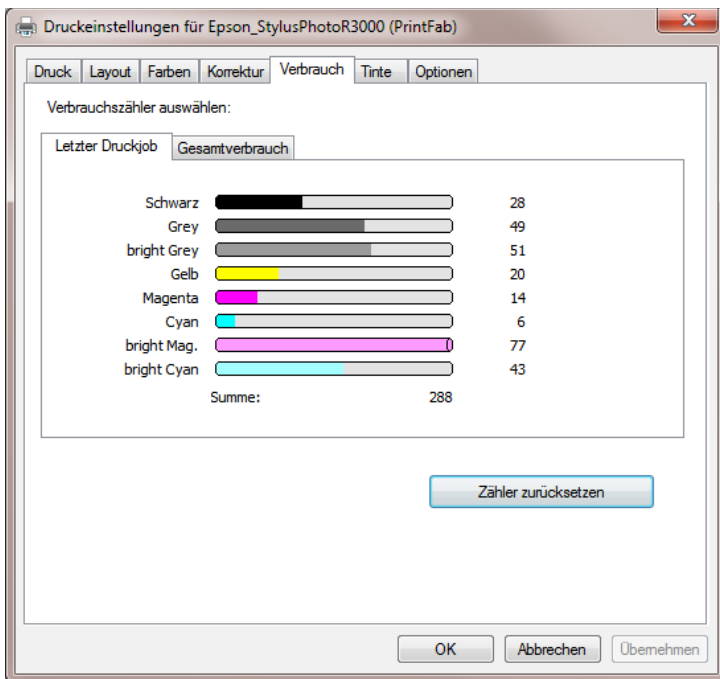 Druckeinstellungen für Epson_StylusPhotoR3000 (PrintFab)
Druck Layout Farben Korrektur Verbrauch Tinte Optionen
Verbrauchszähler auswählen:
Letzter Druckjob Gesamtverbrauch
Schwarz 28
Grey 49
bright Grey 51
Gelb 20
Magenta 14
Cyan 6
bright Mag. 77
bright Cyan 43
Summe: 288
Zähler zurücksetzen
OK Abbrechen Übernehmen